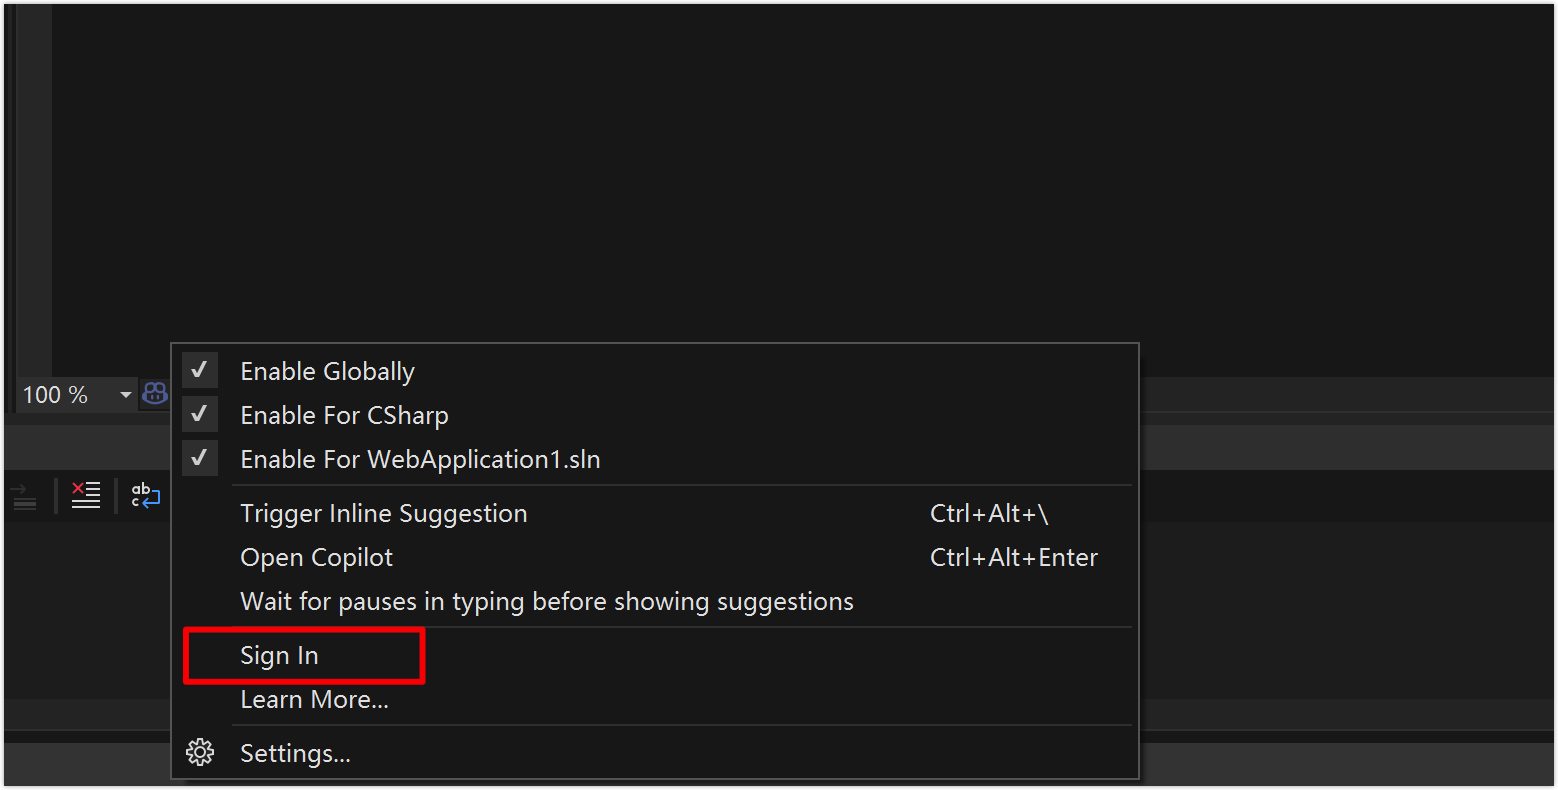 100 %
Enable Globally
Enable For CSharp
Enable For WebApplication1.sln
Trigger Inline Suggestion Ctrl+Alt+\
Open Copilot Ctrl+Alt+Enter
Wait for pauses in typing before showing suggestions
Sign In
Learn More...
Settings...
ab
c